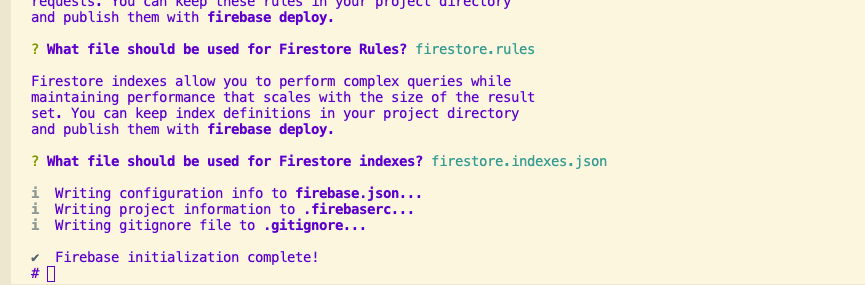 requests. You can keep these rules in your project directory
and publish them with firebase deploy.
? What file should be used for Firestore Rules? firestore.rules
Firestore indexes allow you to perform complex queries while
maintaining performance that scales with the size of the result
set. You can keep index definitions in your project directory
and publish them with firebase deploy.
? What file should be used for Firestore indexes? firestore.indexes.json
i  Writing configuration info to firebase.json...
i  Writing project information to .firebaserc...
i  Writing gitignore file to .gitignore...
✔  Firebase initialization complete!
#